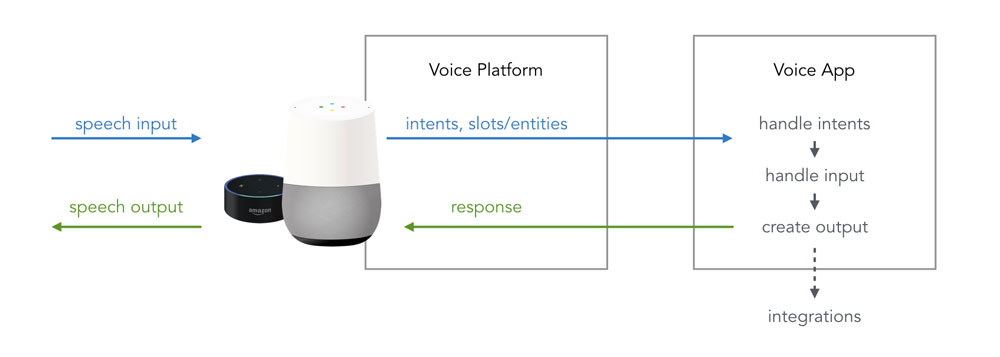 Voice Platform
Voice App
speech input
intents, slots/entities
handle intents
handle input
amazon
speech output
response
create output
integrations